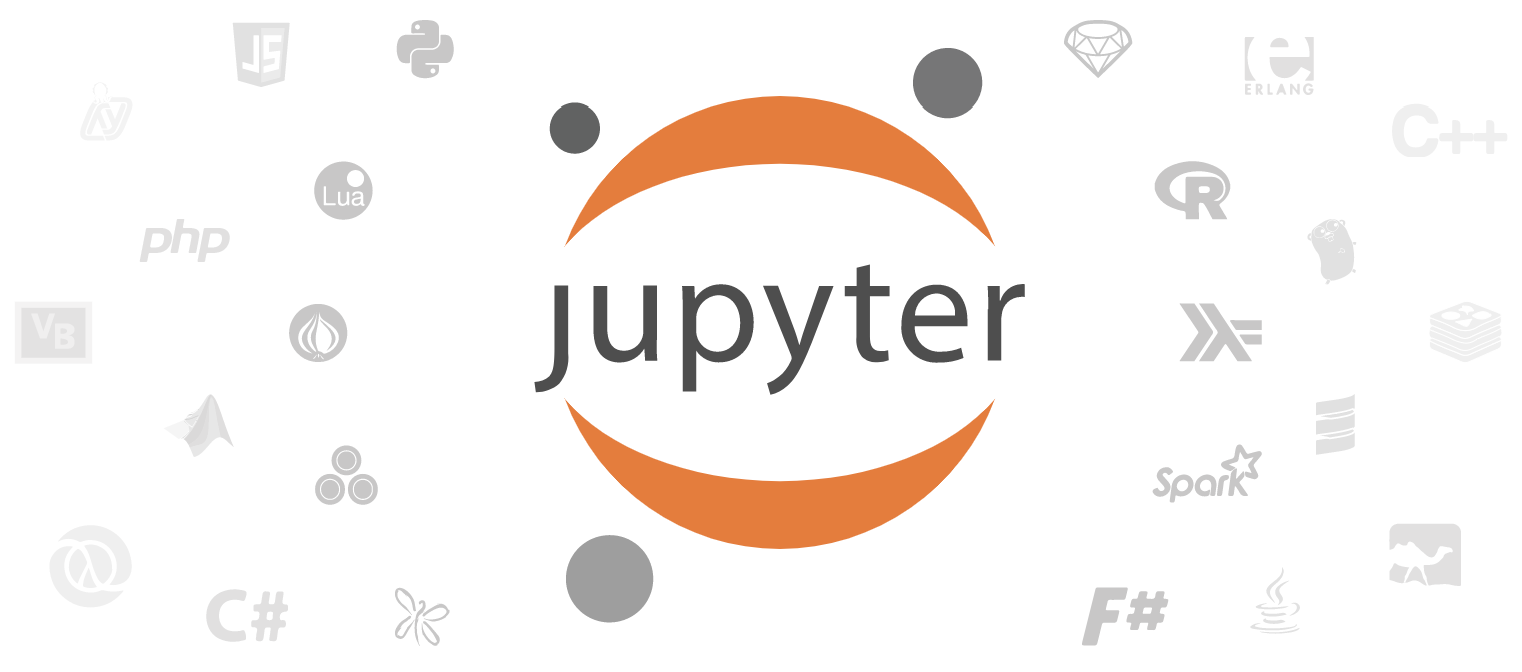 JS
ERLANG
C++
Lua
R
php
jupyter
VB
Spark
C#
F#